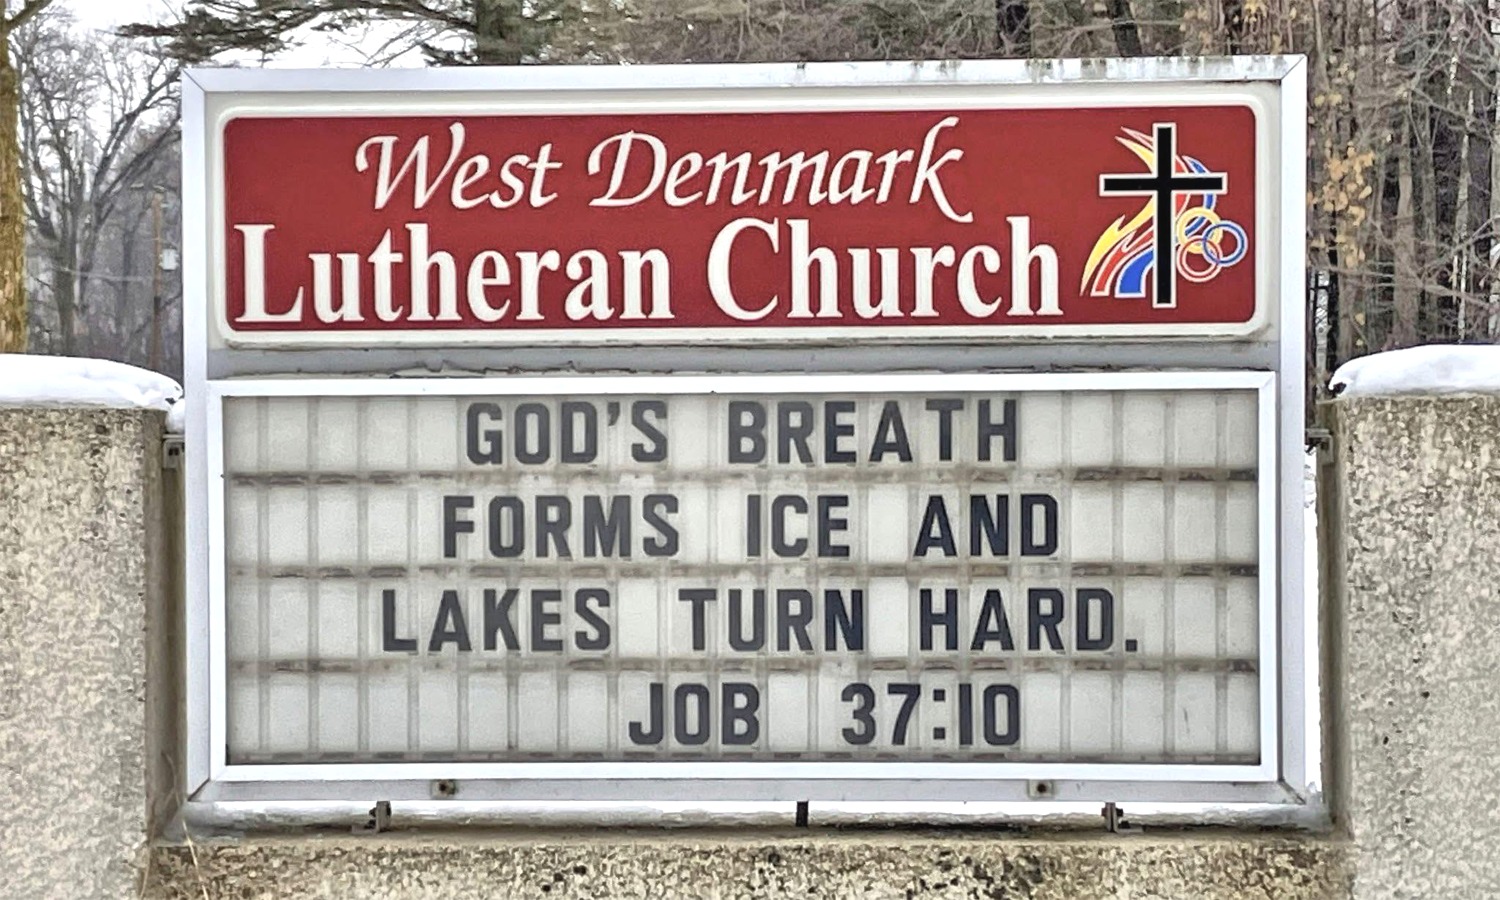 West Denmark
Lutheran Church
GOD'S BREATH
FORMS ICE AND
LAKES TURN HARD.
JOB 37:10